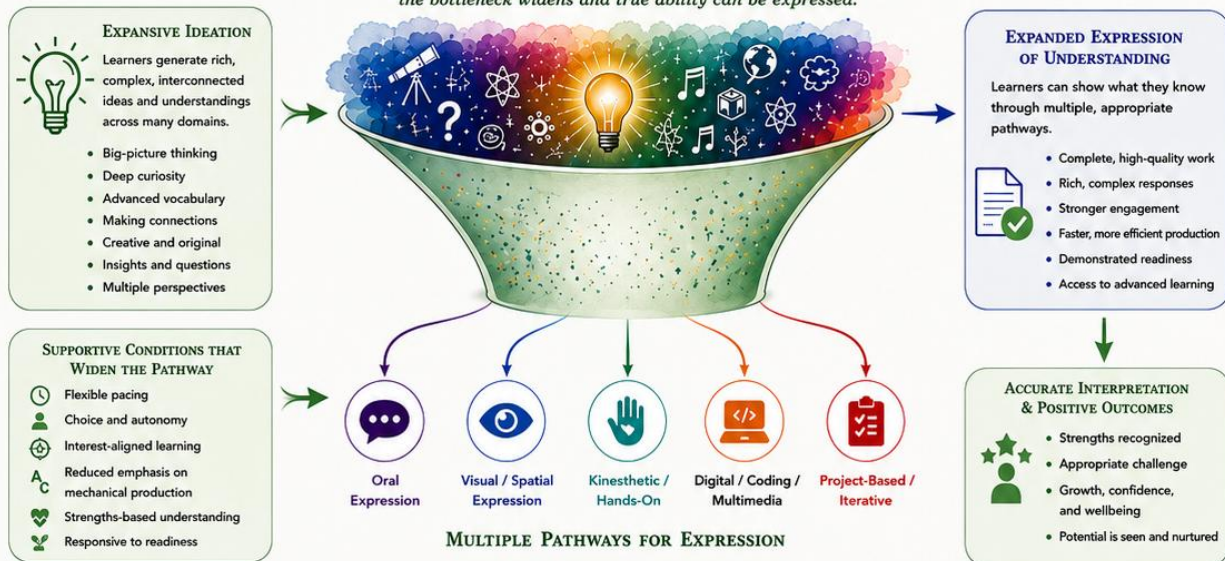 the bottleneck widens and true ability can be expressed.
EXPANSIVE IDEATION
Learners generate rich,
complex, interconnected
ideas and understandings
across many domains.
• Big-picture thinking
• Deep curiosity
• Advanced vocabulary
• Making connections
• Creative and original
• Insights and questions
• Multiple perspectives
SUPPORTIVE CONDITIONS THAT
WIDEN THE PATHWAY
Flexible pacing
Choice and autonomy
Interest-aligned learning
A
C
Reduced emphasis on
mechanical production
Strengths-based understanding
Responsive to readiness
?
</>
Oral
Expression
Visual / Spatial
Expression
Kinesthetic /
Hands-On
Digital / Coding /
Multimedia
Project-Based /
Iterative
MULTIPLE PATHWAYS FOR EXPRESSION
EXPANDED EXPRESSION
OF UNDERSTANDING
Learners can show what they know
through multiple, appropriate
pathways.
• Complete, high-quality work
• Rich, complex responses
• Stronger engagement
• Faster, more efficient production
• Demonstrated readiness
• Access to advanced learning
ACCURATE INTERPRETATION
& POSITIVE OUTCOMES
• Strengths recognized
• Appropriate challenge
• Growth, confidence,
and wellbeing
• Potential is seen and nurtured